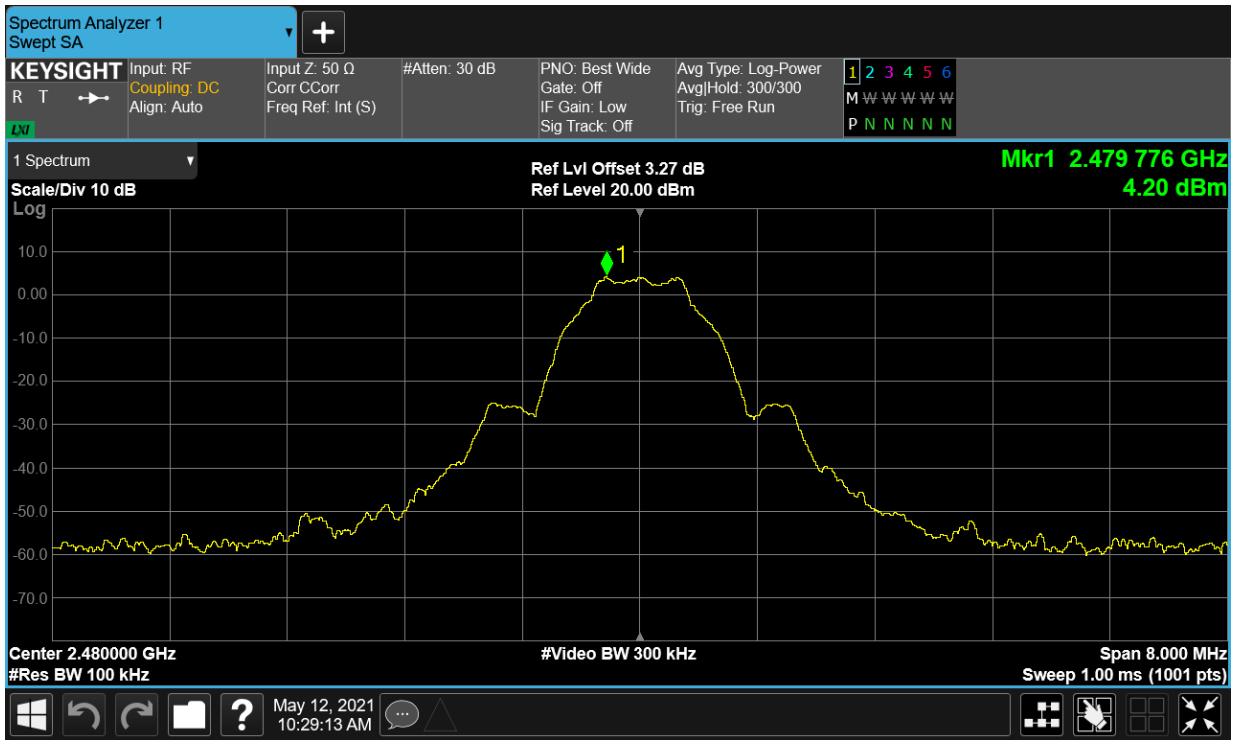 Spectrum Analyzer 1
Swept SA
KEYSIGHT
R T
LXI
Input: RF
Coupling: DC
Align: Auto
Input Z: 50 Ω
Corr CCorr
Freq Ref: Int (S)
#Atten: 30 dB
PNO: Best Wide
Gate: Off
IF Gain: Low
Sig Track: Off
Avg Type: Log-Power
Avg|Hold: 300/300
Trig: Free Run
1 2 3 4 5 6
M W W W W W
P N N N N N N
1 Spectrum
Scale/Div 10 dB
Log
Ref Lvl Offset 3.27 dB
Ref Level 20.00 dBm
Mkr1 2.479 776 GHz
4.20 dBm
10.0
0.00
-10.0
-20.0
-30.0
-40.0
-50.0
-60.0
-70.0
1
Center 2.480000 GHz
#Res BW 100 kHz
#Video BW 300 kHz
Span 8.000 MHz
Sweep 1.00 ms (1001 pts)
?
May 12, 2021
10:29:13 AM